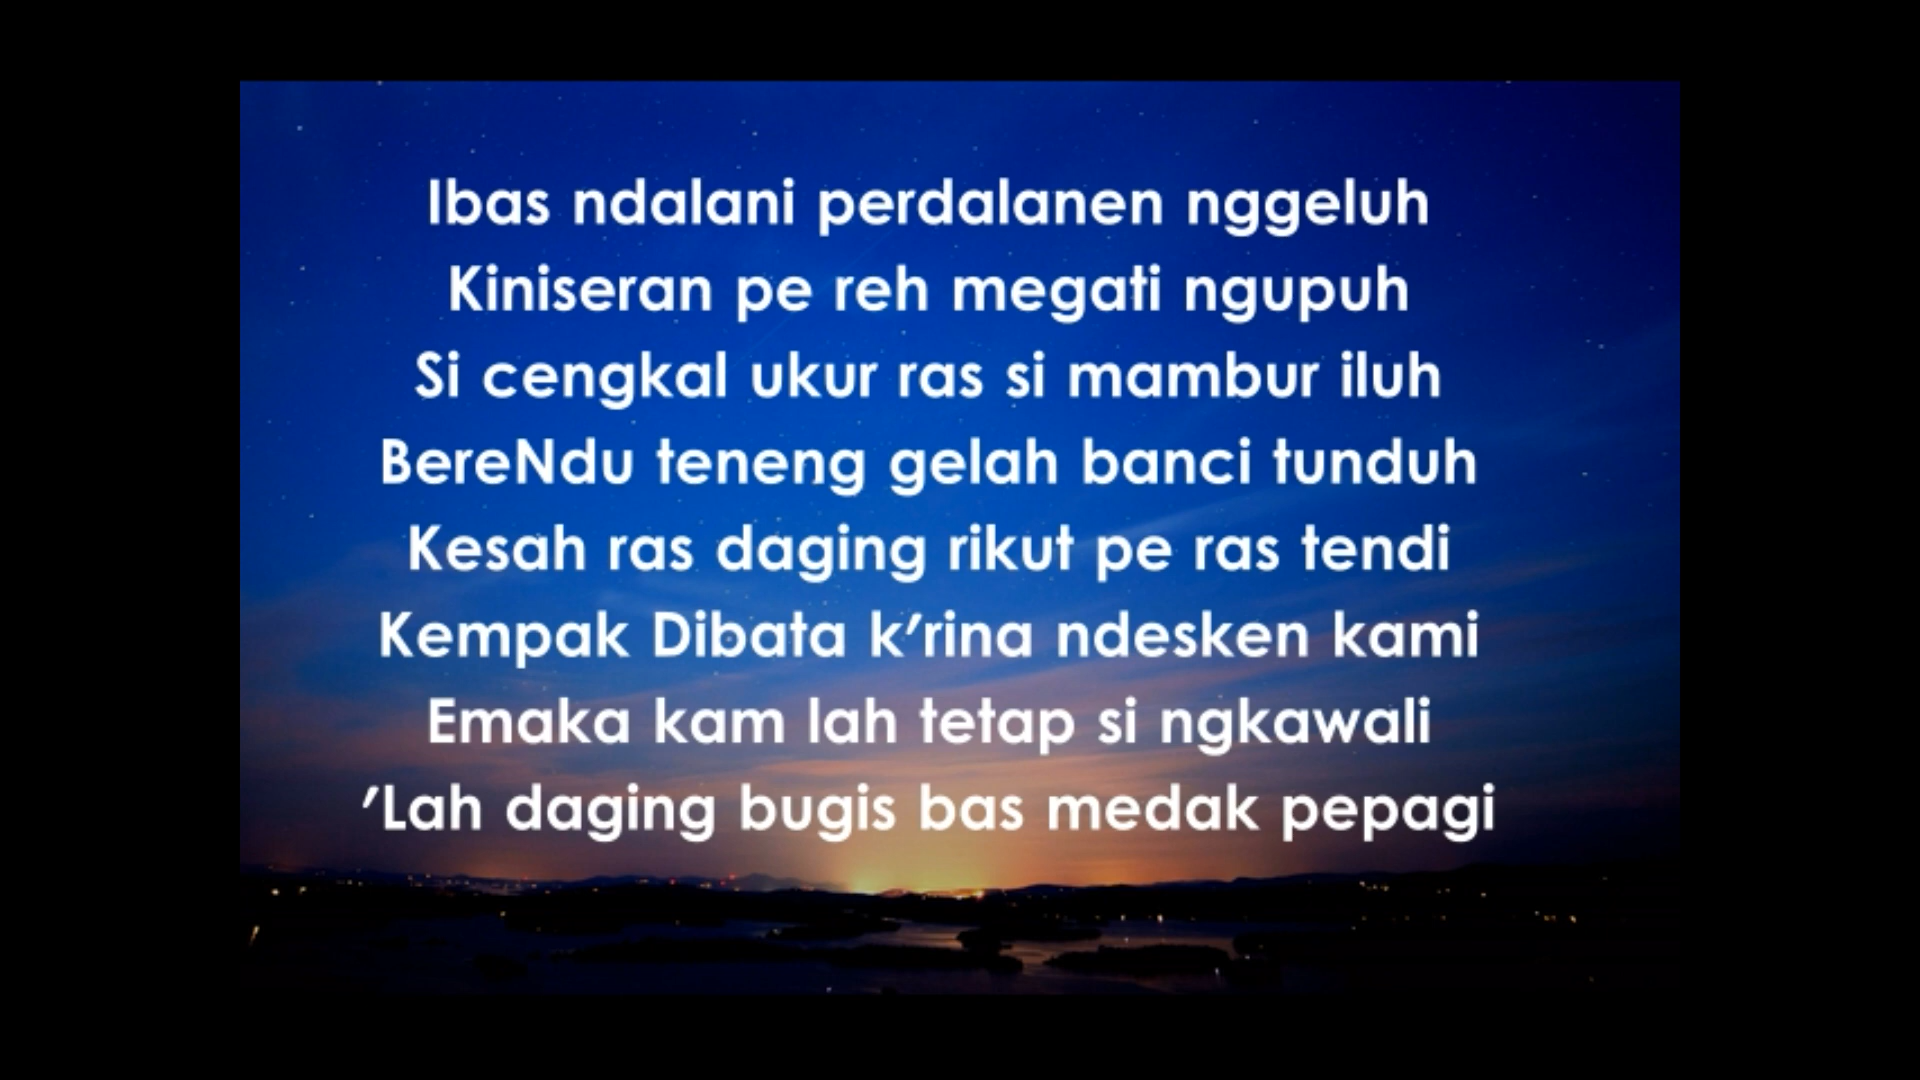 Ibas ndalani perdalanen nggeluh
Kiniseran pe reh megati ngupuh
Si cengkal ukur ras si mambur iluh
BereNdu teneng gelah banci tunduh
Kesah ras daging rikut pe ras tendi
Kempak Dibata k'rina ndesken kami
Emaka kam lah tetap si ngkawali
'Lah daging bugis bas medak pepagi